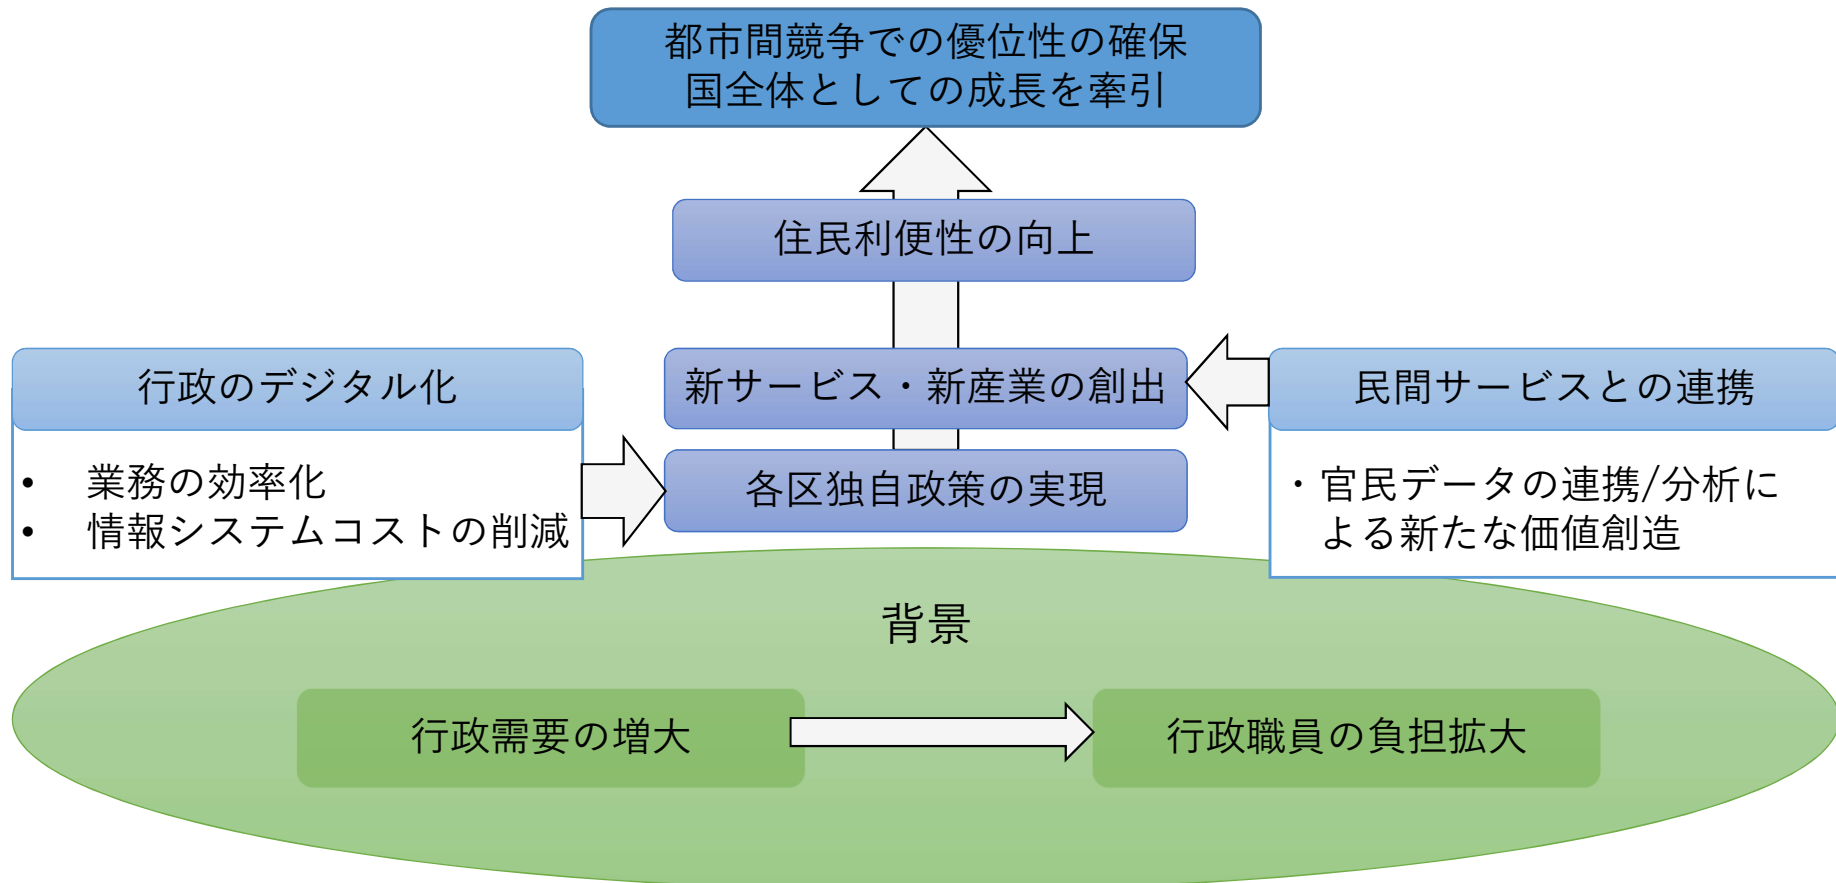 都市間競争での優位性の確保
国全体としての成長を牽引
住民利便性の向上
行政のデジタル化
• 業務の効率化
• 情報システムコストの削減
新サービス・新産業の創出
各区独自政策の実現
民間サービスとの連携
・官民データの連携/分析に
よる新たな価値創造
背景
行政需要の増大
行政職員の負担拡大